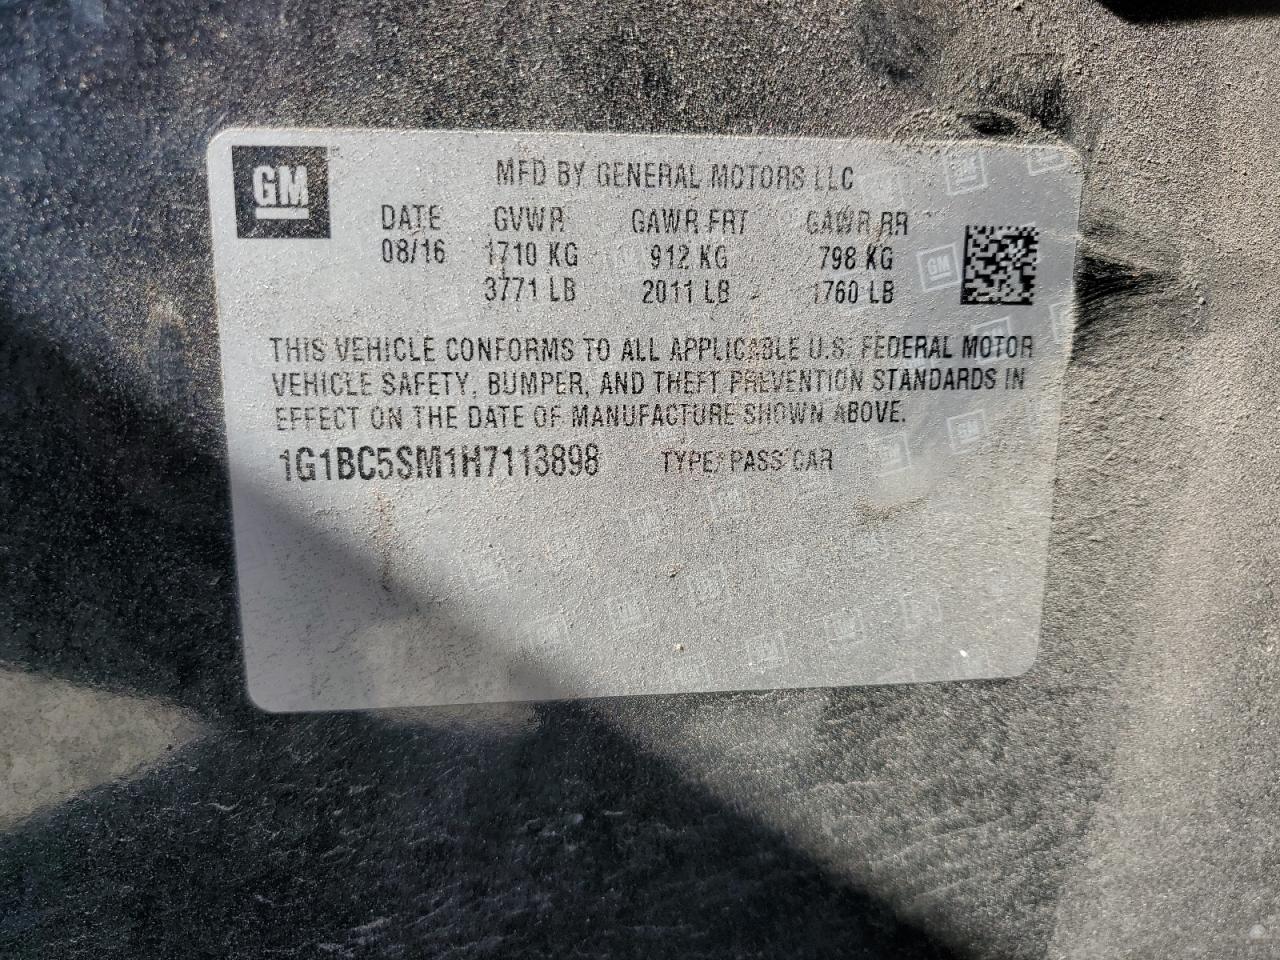 GM
MFD BY GENERAL MOTORS LLC
DATE GVWR GAWR FRT GAWR RR
08/16 1710 KG 912 KG 798 KG
3771 LB 2011 LB 1760 LB
THIS VEHICLE CONFORMS TO ALL APPLICABLE U.S. FEDERAL MOTOR
VEHICLE SAFETY, BUMPER, AND THEFT PREVENTION STANDARDS IN
EFFECT ON THE DATE OF MANUFACTURE SHOWN ABOVE.
1G1BC5SM1H7113898 TYPE: PASS CAR